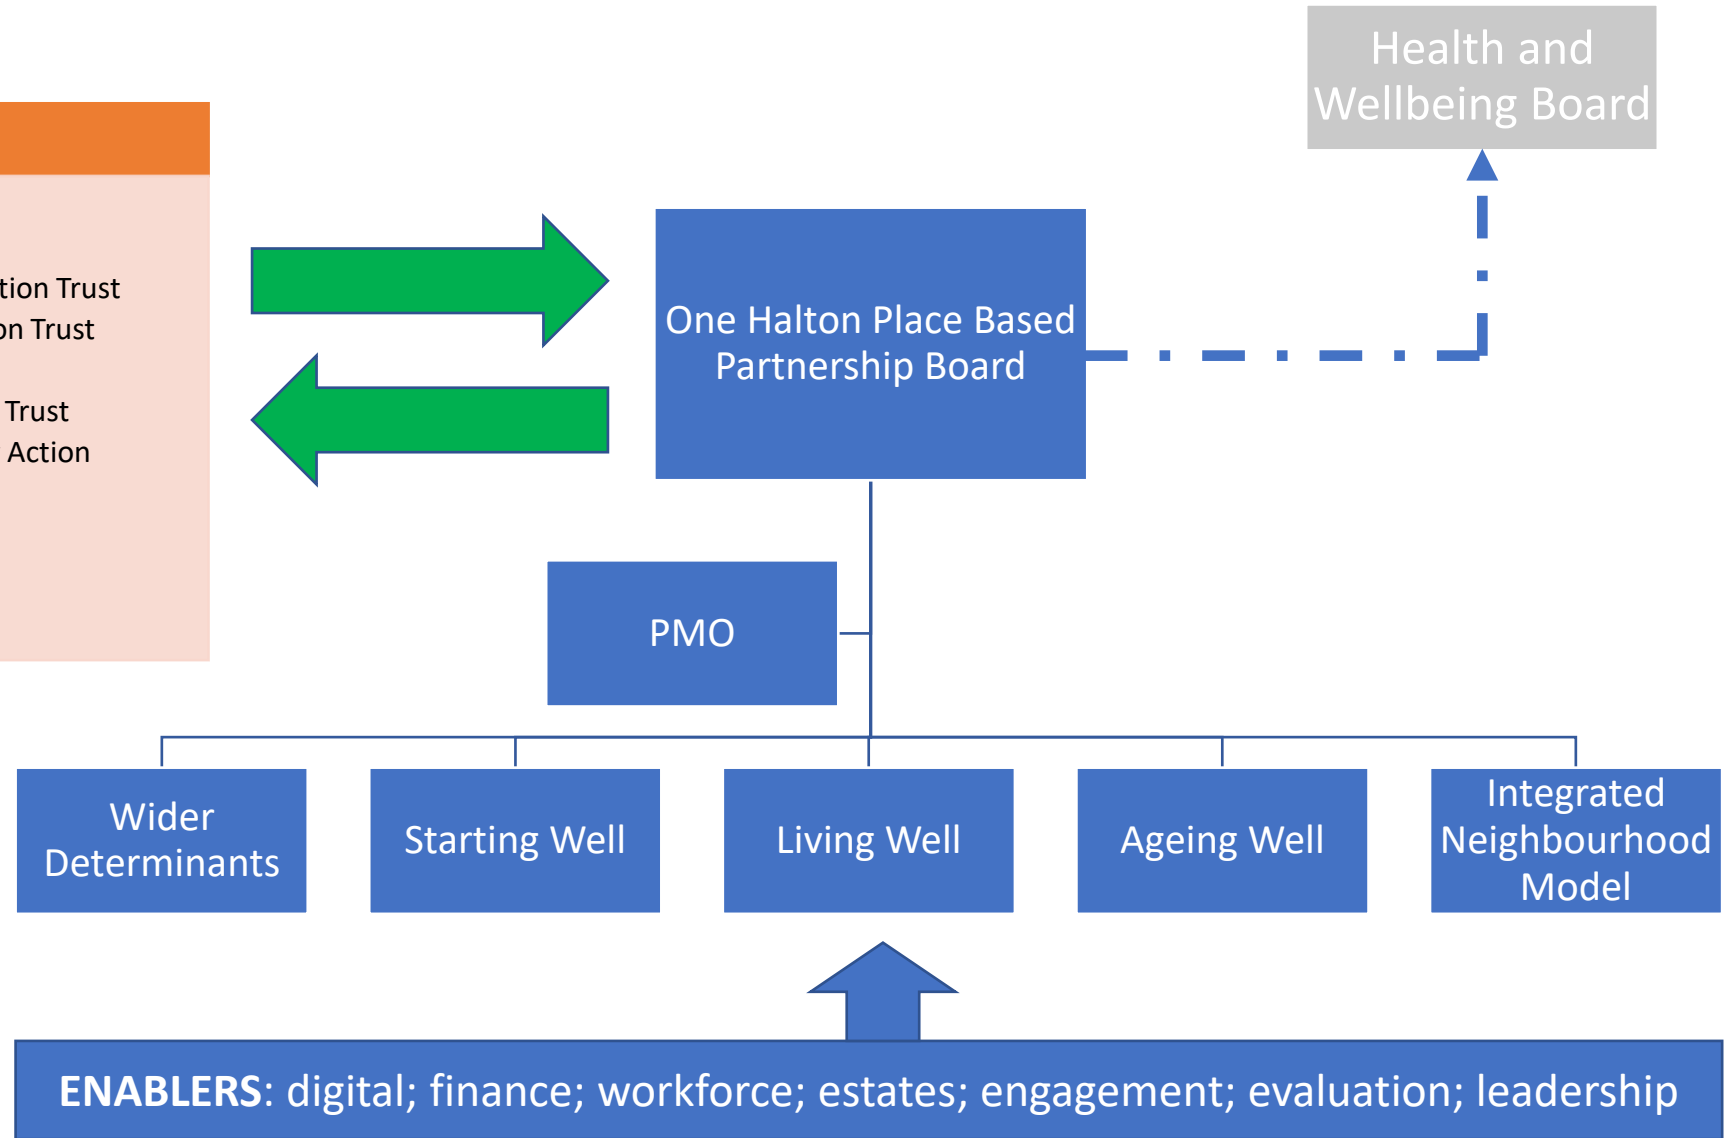 Health and
Wellbeing Board
tion Trust
on Trust
Trust
Action
One Halton Place Based
Partnership Board
PMO
Wider
Determinants
Starting Well
Living Well
Ageing Well
Integrated
Neighbourhood
Model
ENABLERS: digital; finance; workforce; estates; engagement; evaluation; leadership